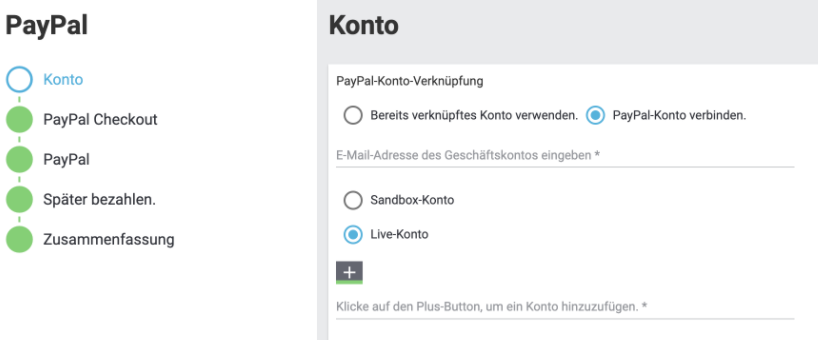 PayPal
Konto
PayPal Checkout
PayPal
Später bezahlen.
Zusammenfassung
Konto
PayPal-Konto-Verknüpfung
Bereits verknüpftes Konto verwenden. PayPal-Konto verbinden.
E-Mail-Adresse des Geschäftskontos eingeben *
Sandbox-Konto
Live-Konto
+
Klicke auf den Plus-Button, um ein Konto hinzuzufügen. *